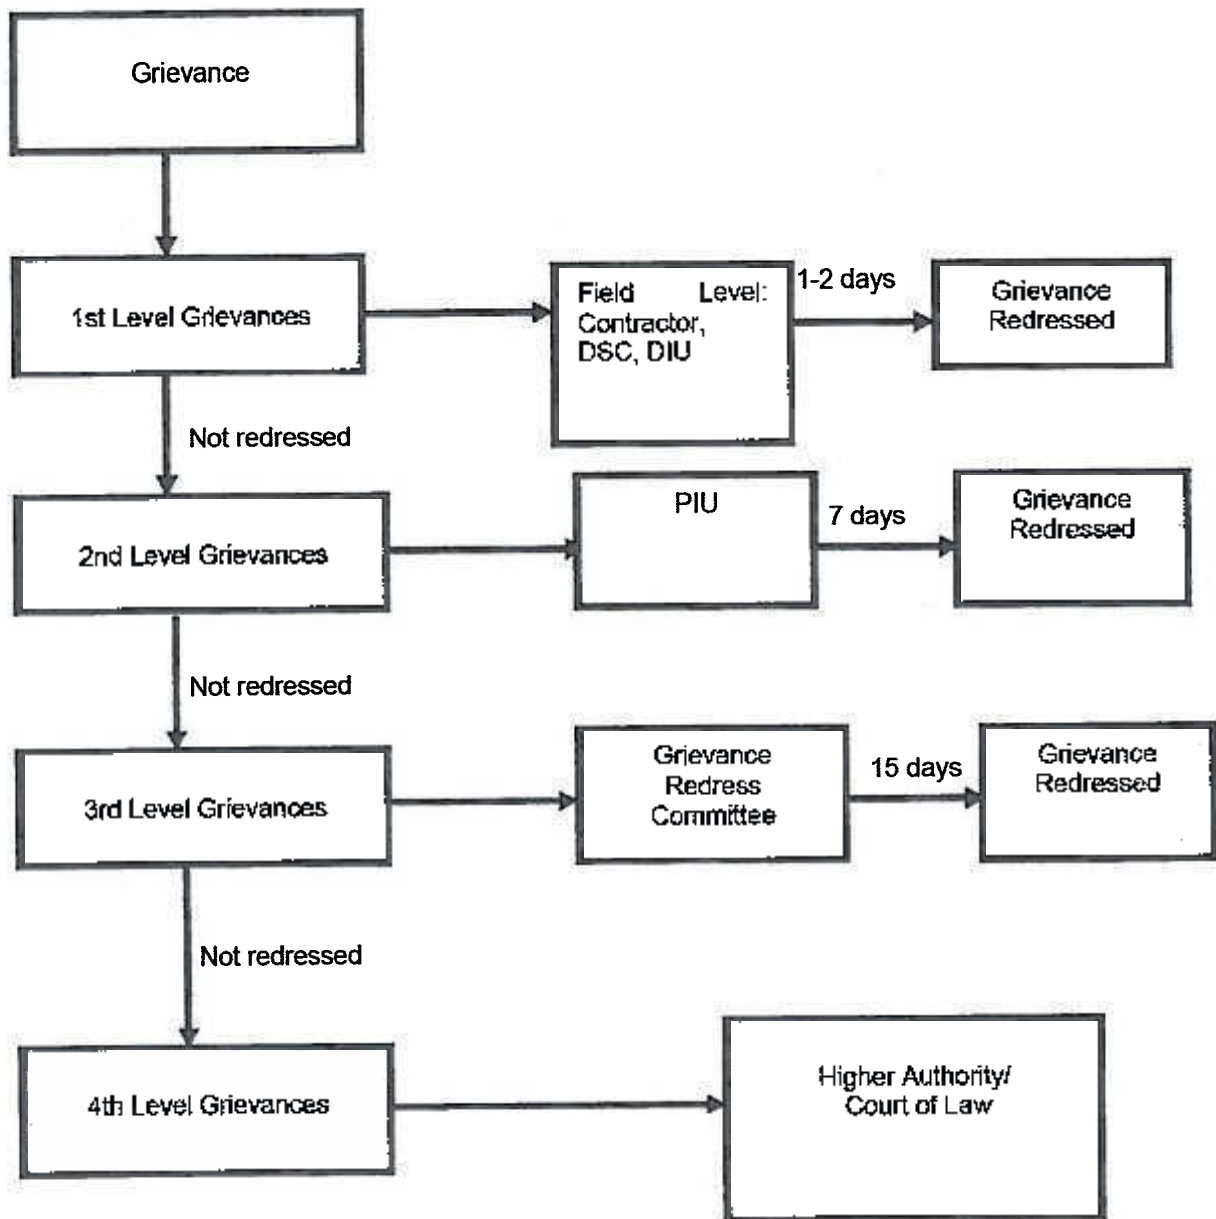 Grievance
1st Level Grievances
Field Level:
Contractor,
DSC, DIU
1-2 days
Grievance
Redressed
Not redressed
2nd Level Grievances
PIU
7 days
Grievance
Redressed
Not redressed
3rd Level Grievances
Grievance
Redress
Committee
15 days
Grievance
Redressed
Not redressed
4th Level Grievances
Higher Authority/
Court of Law